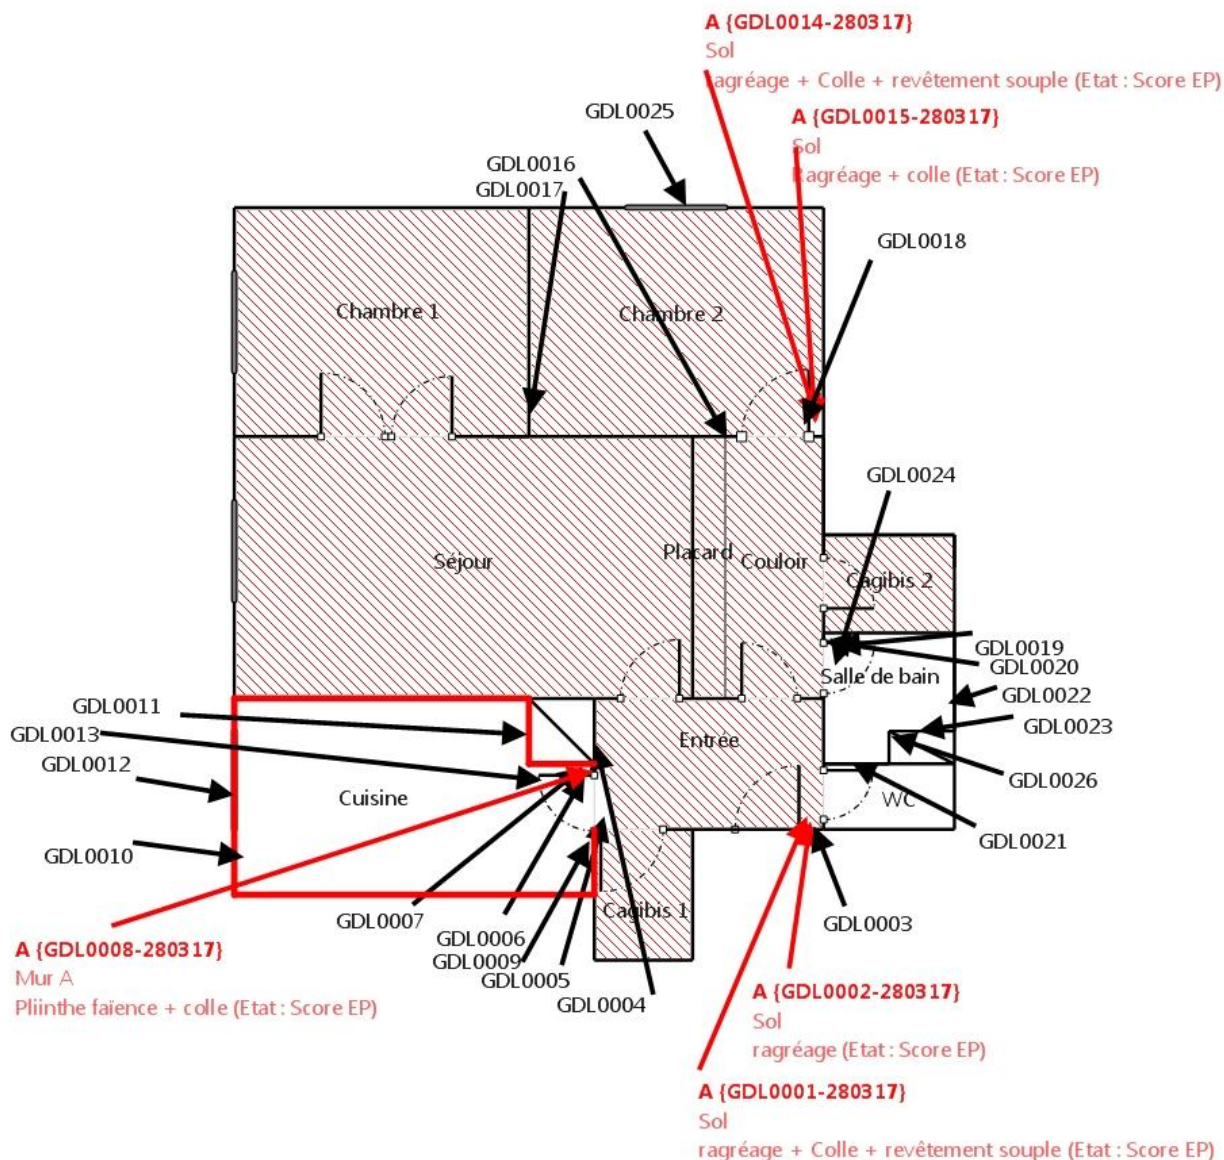 A {GDL0014-280317}
Sol
ragréage + Colle + revêtement souple (Etat : Score EP)
GDL0025
A {GDL0015-280317}
Sol
Ragréage + colle (Etat : Score EP)
GDL0016
GDL0017
GDL0018
Chambre 1
Chambre 2
GDL0024
Séjour
Placard
Couloir
Cagibis 2
GDL0019
GDL0020
Salle de bain
GDL0022
GDL0011
GDL0023
GDL0013
Entrée
GDL0012
GDL0026
Cuisine
WC
GDL0021
GDL0010
GDL0007
Cagibis 1
GDL0003
GDL0006
A {GDL0008-280317}
GDL0009
Mur A
GDL0005
Pliinthe faïence + colle (Etat : Score EP)
GDL0004
A {GDL0002-280317}
Sol
ragréage (Etat : Score EP)
A {GDL0001-280317}
Sol
ragréage + Colle + revêtement souple (Etat : Score EP)